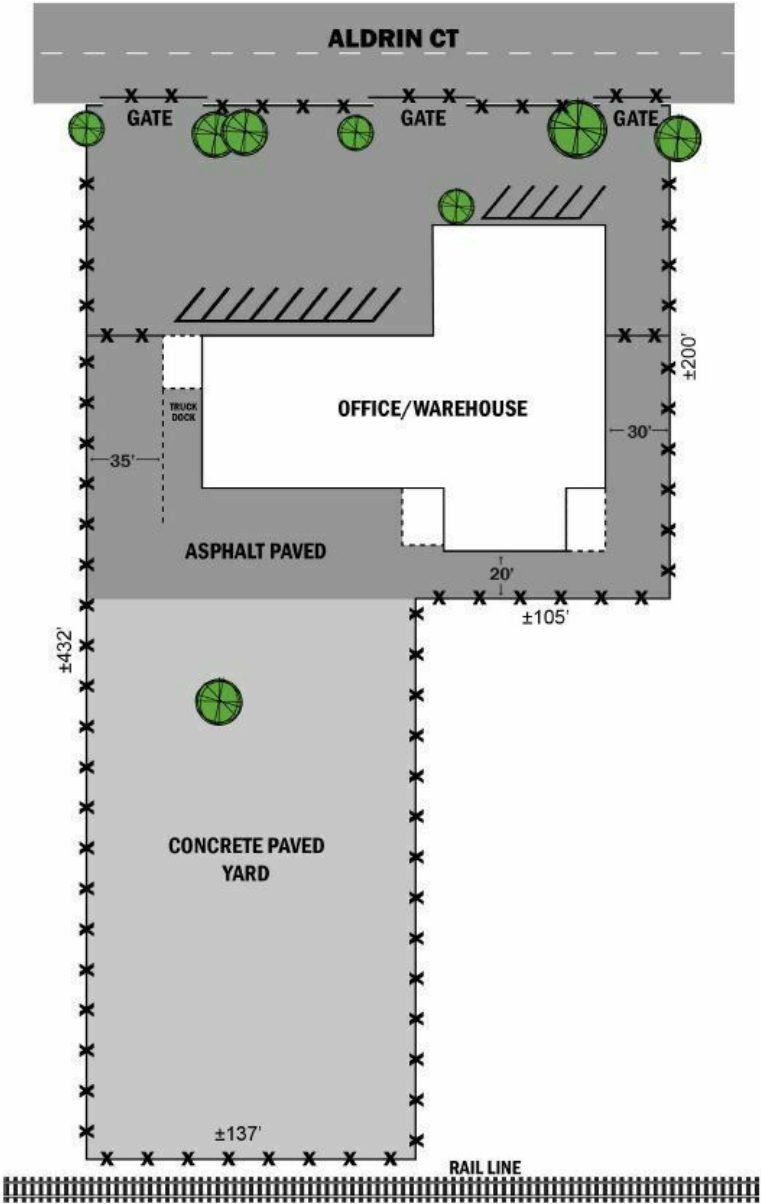 ALDRIN CT
GATE
GATE
GATE
±200'
OFFICE/WAREHOUSE
TRUCK
DOCK
30'
35'
ASPHALT PAVED
20'
±105'
±432'
CONCRETE PAVED
YARD
±137'
RAIL LINE